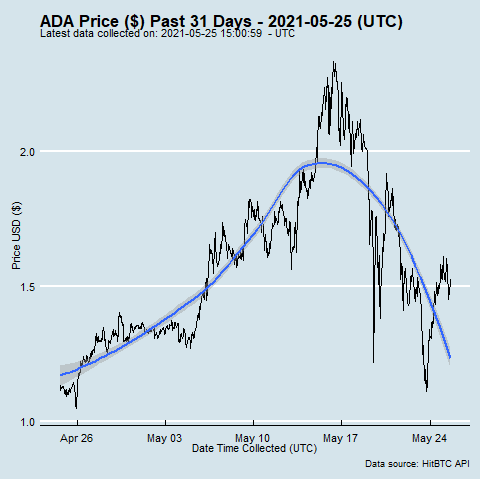 ADA Price ($) Past 31 Days - 2021-05-25 (UTC)
Latest data collected on: 2021-05-25 15:00:59 - UTC
2.0
1.5
1.0
Price USD ($)
Apr 26 May 03 May 10 May 17 May 24
Date Time Collected (UTC)
Data source: HitBTC API